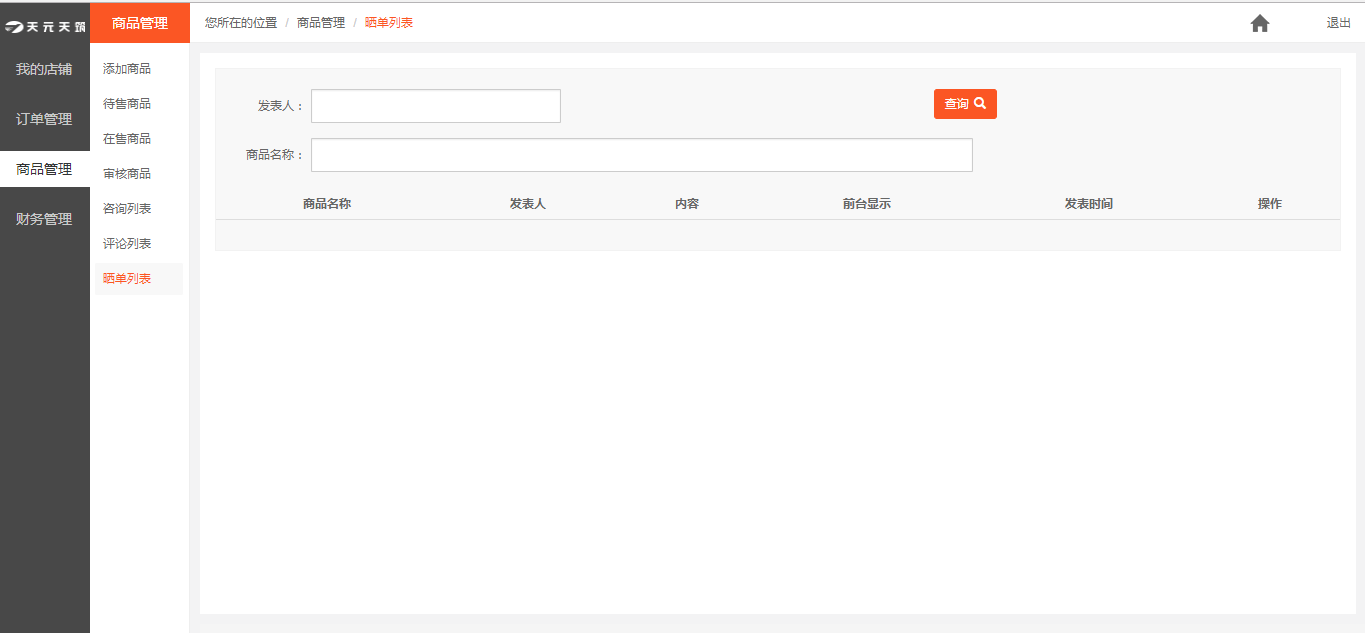 天元天筑
商品管理
您所在的位置 / 商品管理 / 晒单列表
退出
我的店铺
订单管理
商品管理
财务管理
添加商品
待售商品
在售商品
审核商品
咨询列表
评论列表
晒单列表
发表人：
查询
商品名称：
商品名称 发表人 内容 前台显示 发表时间 操作